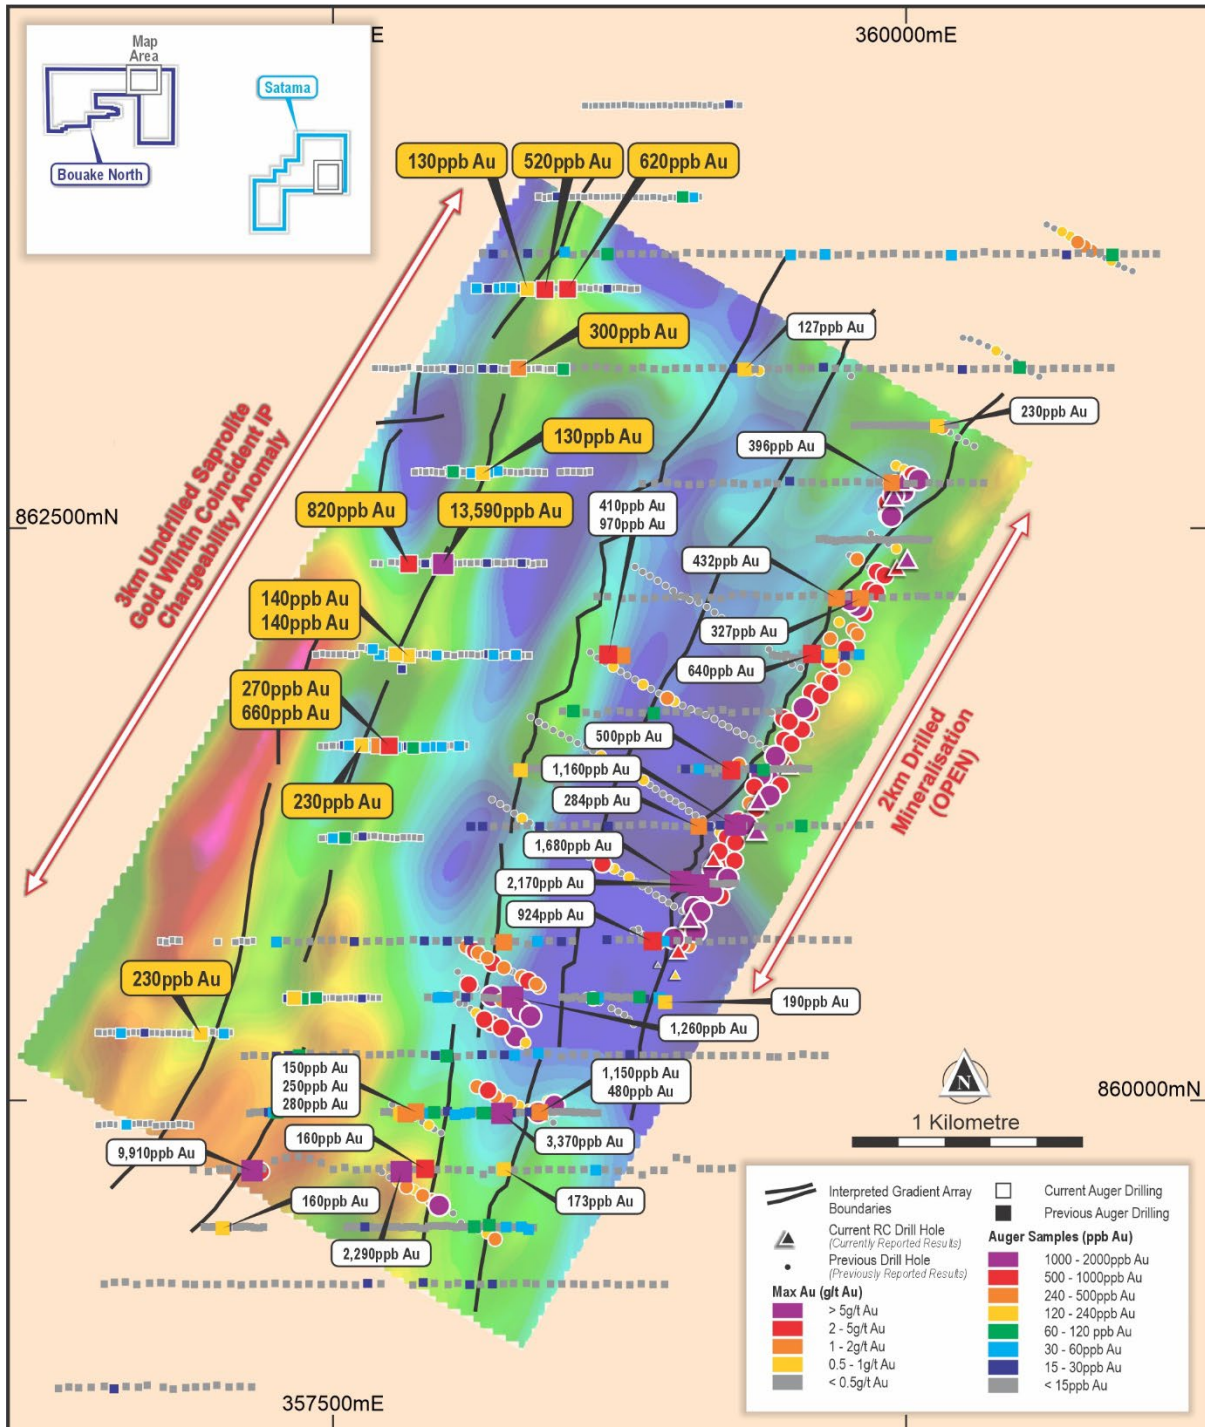 E
360000mE
Map
Area
Satama
Bouake North
130ppb Au
520ppb Au
620ppb Au
300ppb Au
127ppb Au
230ppb Au
130ppb Au
396ppb Au
3km Undrilled Saprolite
Gold WIhtin Coincident IP
Chargeability Anomaly
862500mN
820ppb Au
13,590ppb Au
410ppb Au
970ppb Au
432ppb Au
140ppb Au
140ppb Au
327ppb Au
640ppb Au
270ppb Au
660ppb Au
500ppb Au
1,160ppb Au
230ppb Au
284ppb Au
2km Drilled
Mineralisation
(OPEN)
1,680ppb Au
2,170ppb Au
924ppb Au
230ppb Au
190ppb Au
1,260ppb Au
150ppb Au
250ppb Au
280ppb Au
1,150ppb Au
480ppb Au
N
860000mN
1 Kilometre
9,910ppb Au
160ppb Au
3,370ppb Au
160ppb Au
173ppb Au
2,290ppb Au
357500mE
Interpreted Gradient Array
Boundaries
Current RC Drill Hole
(Currently Reported Results)
Previous Drill Hole
(Previously Reported Results)
Max Au (g/t Au)
> 5g/t Au
2 - 5g/t Au
1 - 2g/t Au
0.5 - 1g/t Au
< 0.5g/t Au
Current Auger Drilling
Previous Auger Drilling
Auger Samples (ppb Au)
1000 - 2000ppb Au
500 - 1000ppb Au
240 - 500ppb Au
120 - 240ppb Au
60 - 120 ppb Au
30 - 60ppb Au
15 - 30ppb Au
< 15ppb Au